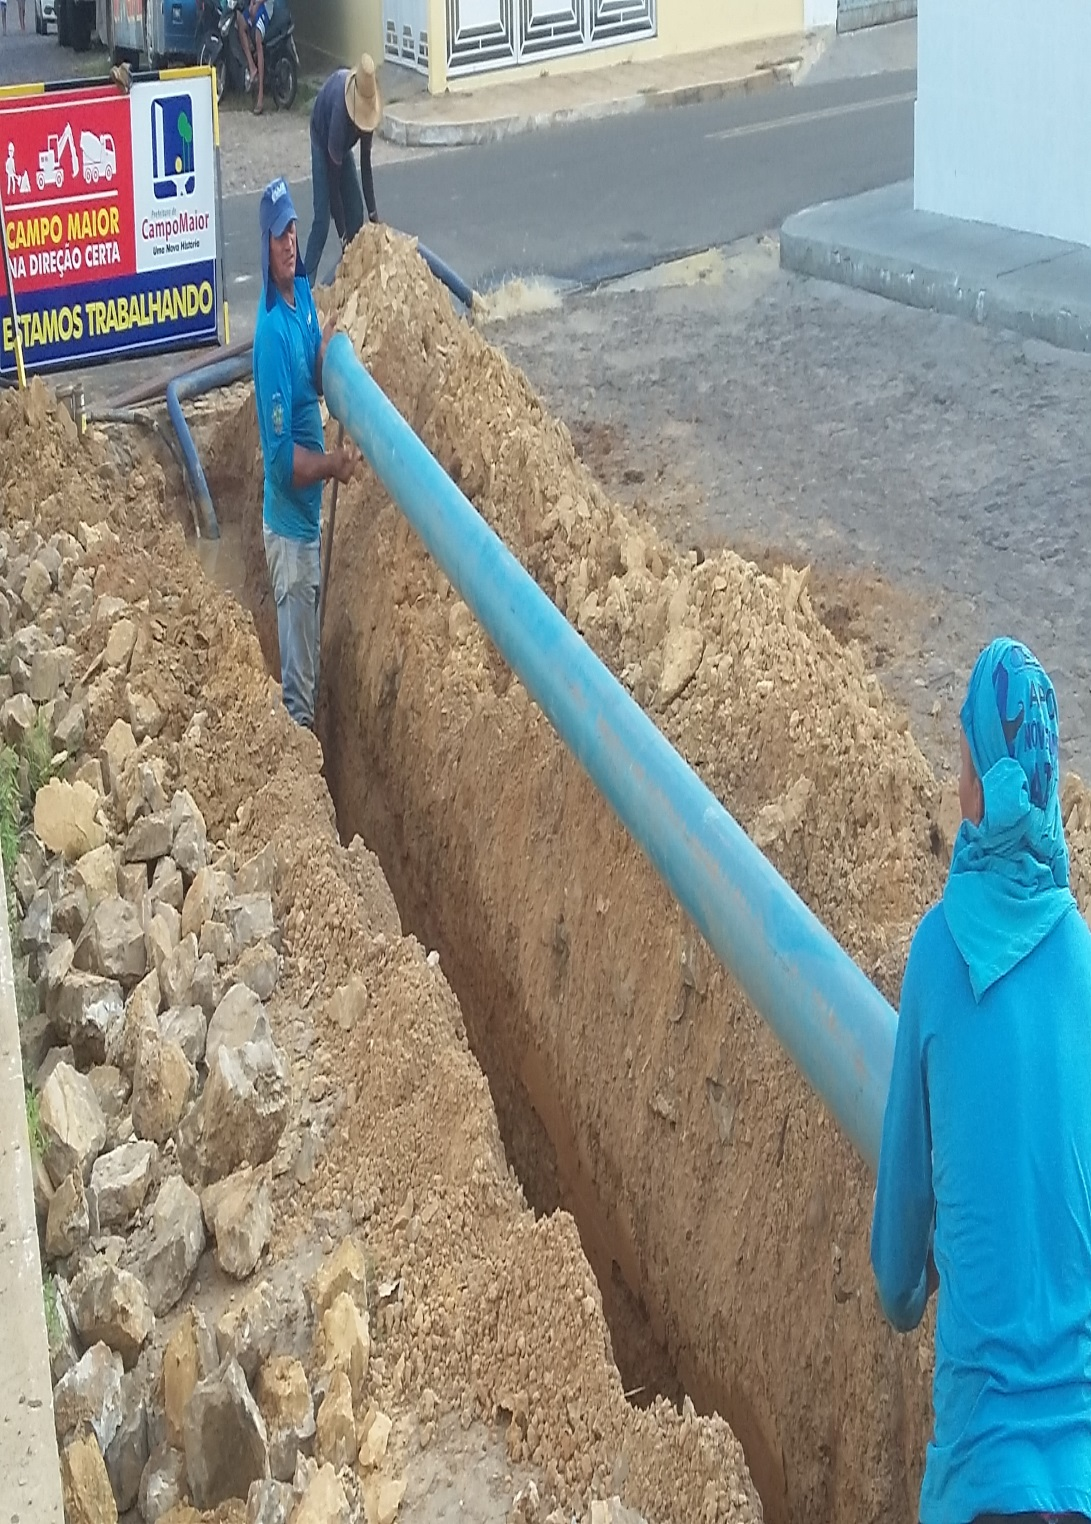 CAMPO MAIOR
NA DIREÇÃO CERTA
Prefeitura de
CampoMaior
Uma Nova História
ESTAMOS TRABALHANDO